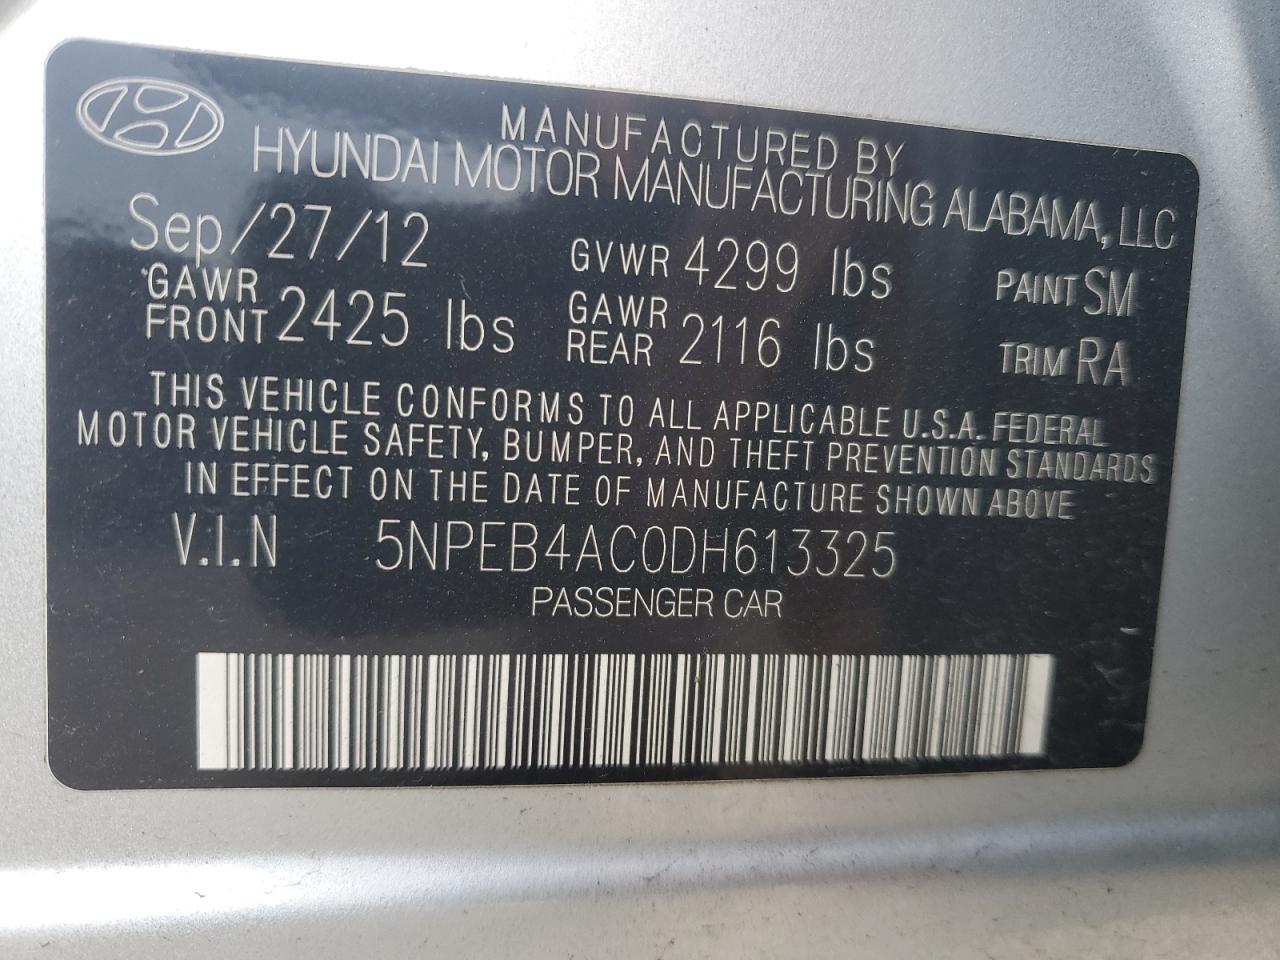 MANUFACTURED BY
HYUNDAI MOTOR MANUFACTURING ALABAMA, LLC
Sep/27/12 GVWR 4299 lbs PAINT SM
GAWR FRONT 2425 lbs GAWR REAR 2116 lbs TRIM RA
THIS VEHICLE CONFORMS TO ALL APPLICABLE U.S.A. FEDERAL
MOTOR VEHICLE SAFETY, BUMPER, AND THEFT PREVENTION STANDARDS
IN EFFECT ON THE DATE OF MANUFACTURE SHOWN ABOVE
V.I.N 5NPEB4AC0DH613325
PASSENGER CAR